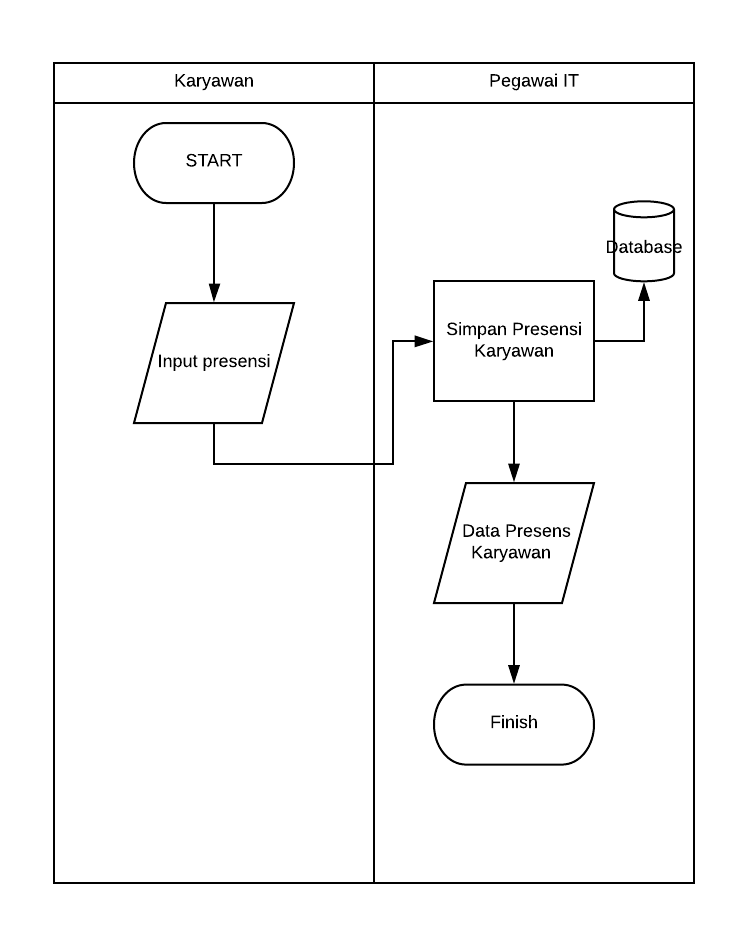 Karyawan
Pegawai IT
START
Database
Simpan Presensi
Karyawan
Input presensi
Data Presens
Karyawan
Finish